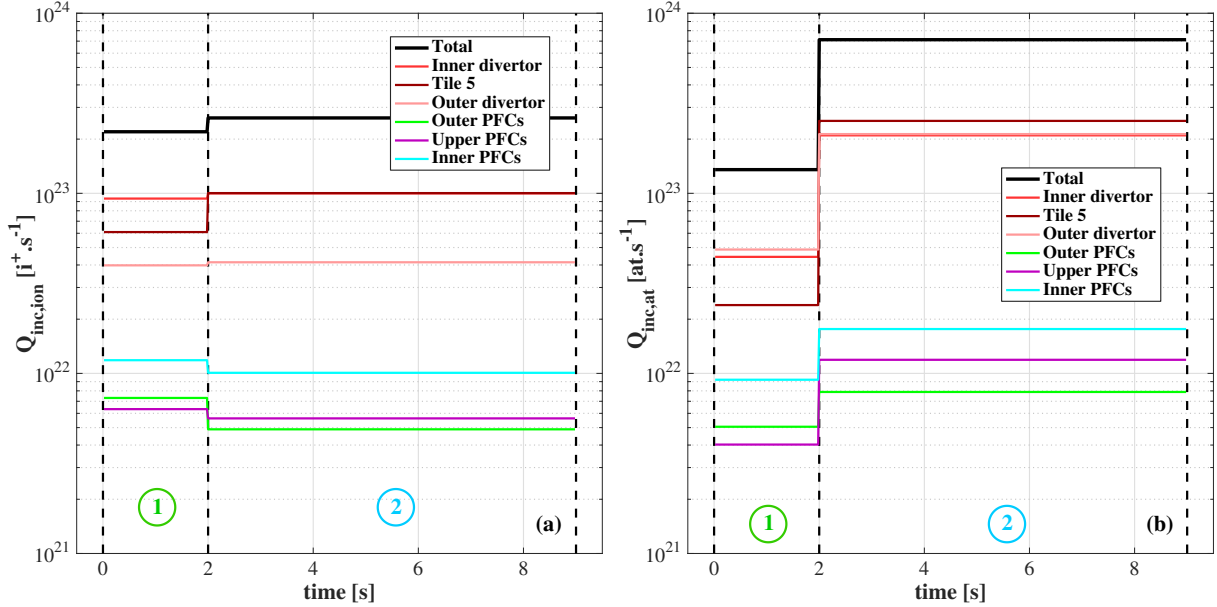 10^24
10^23
10^22
10^21
Q_inc,ion [i^+.s^-1]
Total
Inner divertor
Tile 5
Outer divertor
Outer PFCs
Upper PFCs
Inner PFCs
1
2
(a)
0 2 4 6 8
time [s]
10^24
10^23
10^22
10^21
Q_inc,at [at.s^-1]
Total
Inner divertor
Tile 5
Outer divertor
Outer PFCs
Upper PFCs
Inner PFCs
1
2
(b)
0 2 4 6 8
time [s]